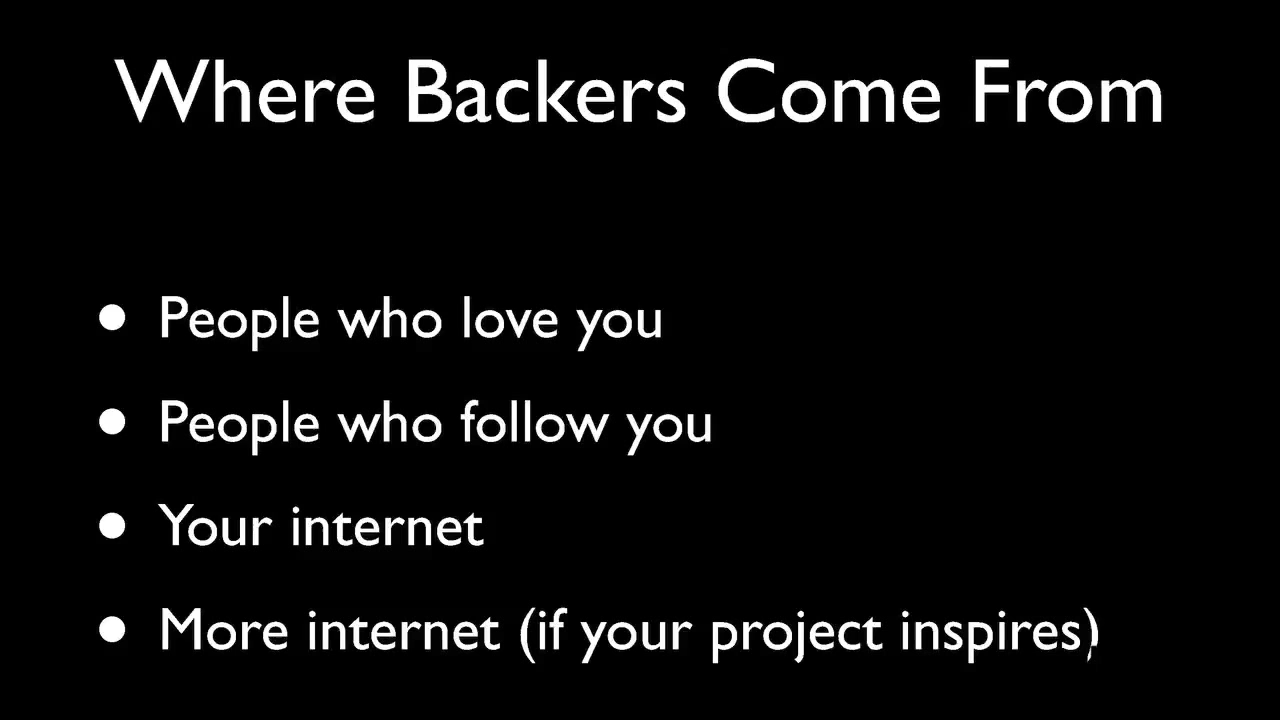 Where Backers Come From
• People who love you
• People who follow you
• Your internet
• More internet (if your project inspires)